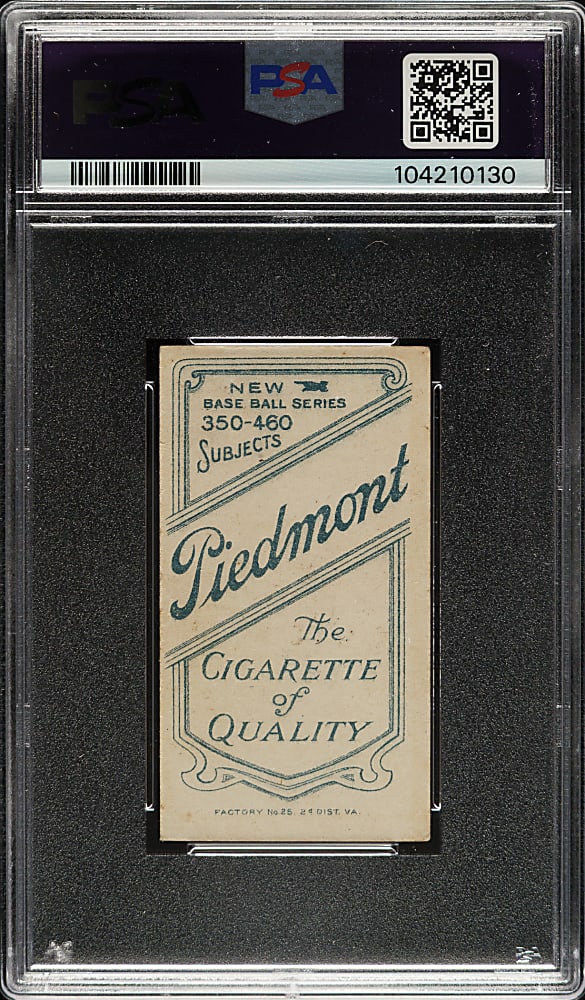 PSA
PSA
104210130
NEW
BASE BALL SERIES
350-460
SUBJECTS
Piedmont
The
CIGARETTE
of
QUALITY
FACTORY No 25. 2d DIST. VA.